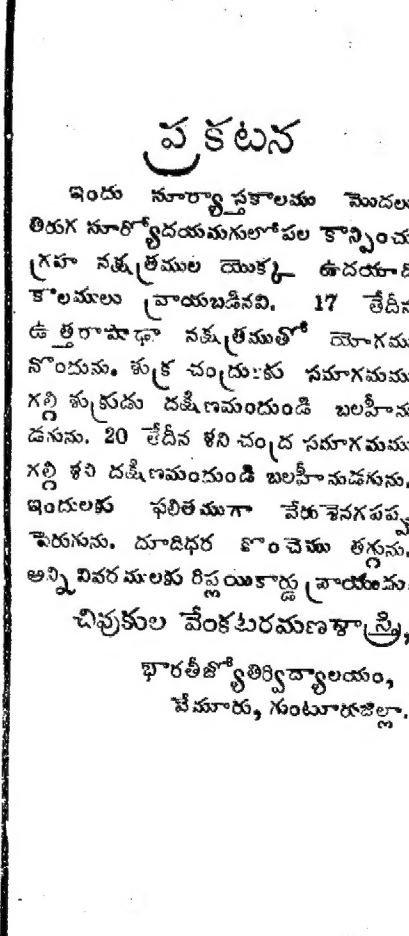 ప్రకటన
ఇందు సూర్యాస్తకాలము మొదలు
తిరుగ సూర్యోదయమగులోపల కాన్పించు
గ్రహ నక్షత్రముల యొక్క ఉదయాది
కాలములు వ్రాయబడినవి. 17 తేదీన
ఉత్తరాషాఢా నక్షత్రముతో యోగము
నొందును. శుక్ర చంద్రులకు సమాగమము
గల్గి శుక్రుడు దక్షిణమందుండి బలహీను
డగును. 20 తేదీన శని చంద్ర సమాగమము
గల్గి శని దక్షిణమందుండి బలహీనుడగును.
ఇందులకు ఫలితముగా వేరు శెనగపప్పు
పెరుగును. దూదిధర కొంచెము తగ్గును.
అన్ని వివరములకు రిప్లయికార్డు వ్రాయుము
చివుకుల వేంకటరమణశాస్త్రి,
భారతీజ్యోతిర్విద్యాలయం,
వేమూరు, గుంటూరుజిల్లా.